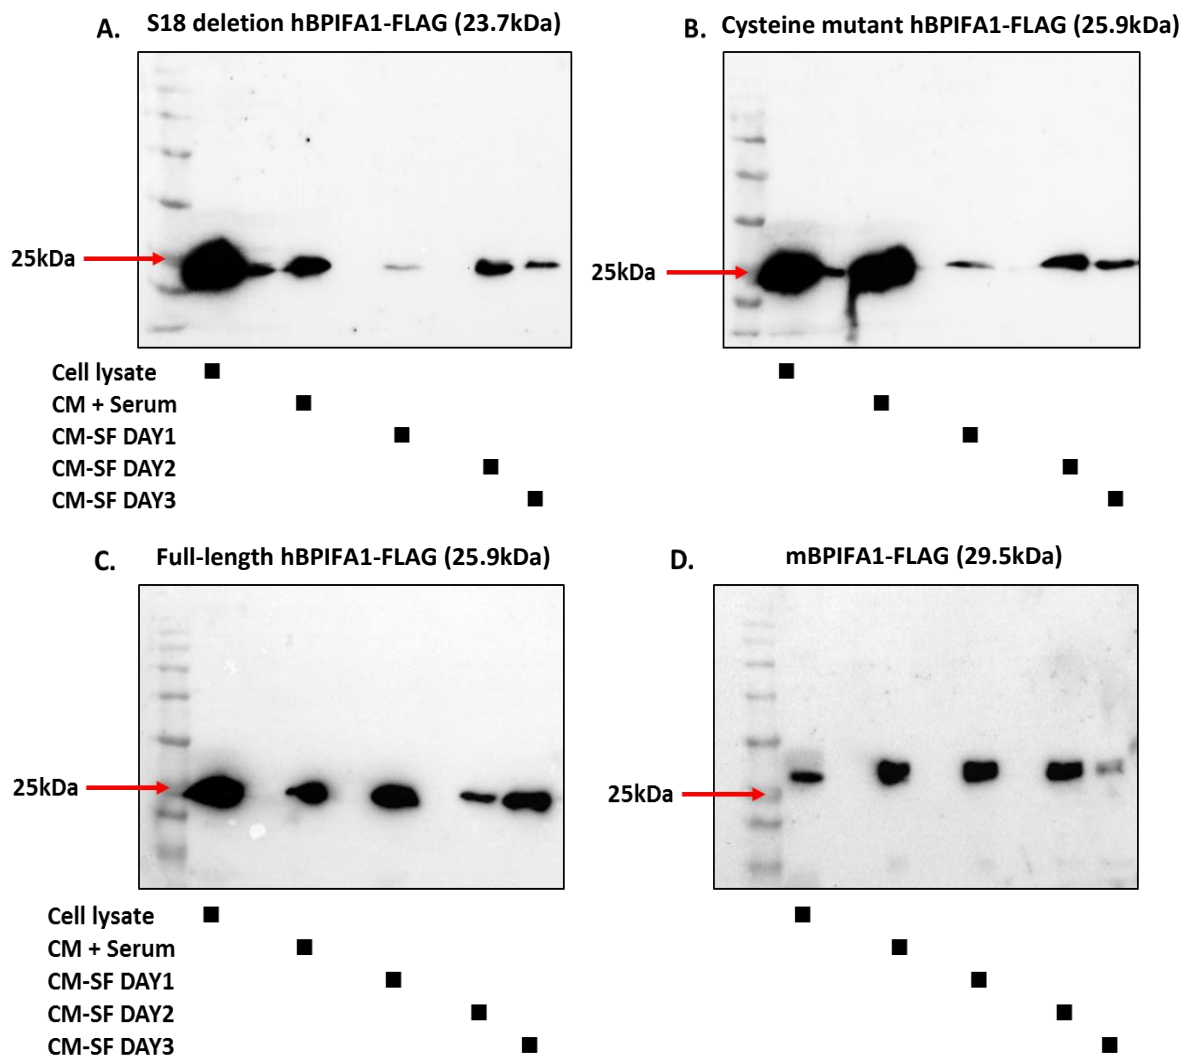 A. S18 deletion hBPIFA1-FLAG (23.7kDa)
B. Cysteine mutant hBPIFA1-FLAG (25.9kDa)
25kDa
25kDa
Cell lysate
CM + Serum
CM-SF DAY1
CM-SF DAY2
CM-SF DAY3
C. Full-length hBPIFA1-FLAG (25.9kDa)
D. mBPIFA1-FLAG (29.5kDa)
25kDa
25kDa
Cell lysate
CM + Serum
CM-SF DAY1
CM-SF DAY2
CM-SF DAY3